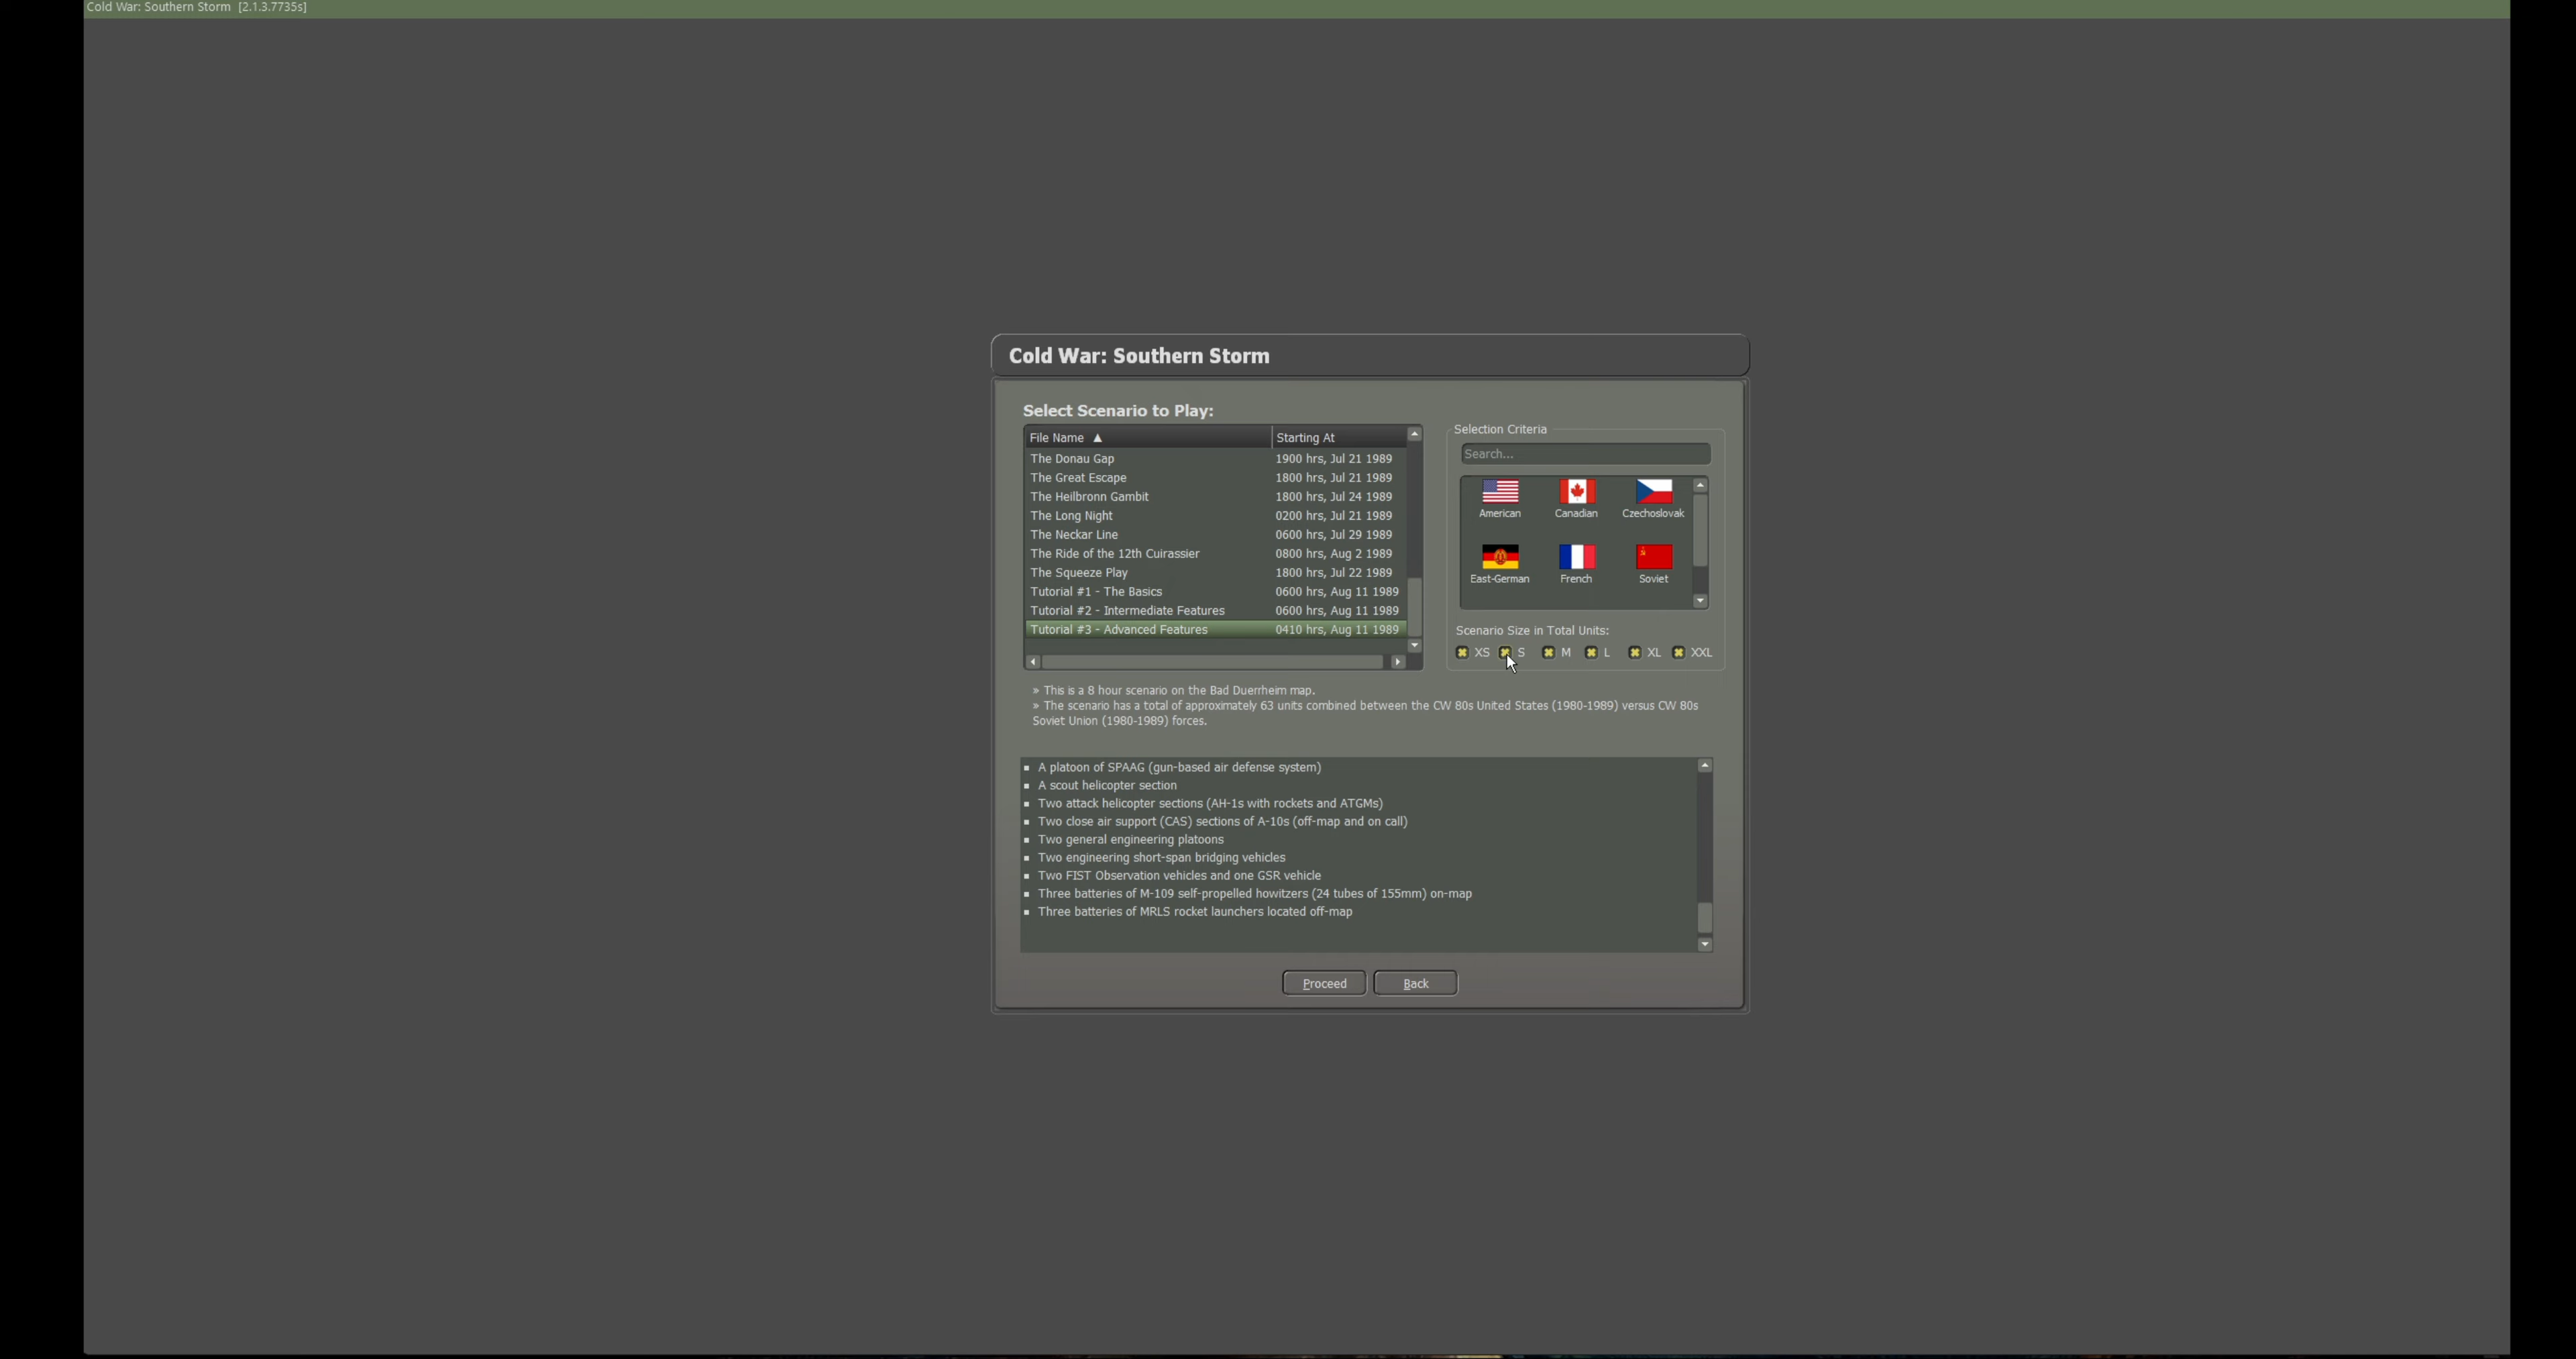 Cold War: Southern Storm [2.1.3.7735s]
Cold War: Southern Storm
Select Scenario to Play:
File Name ▲ Starting At
The Donau Gap 1900 hrs, Jul 21 1989
The Great Escape 1800 hrs, Jul 21 1989
The Heilbronn Gambit 1800 hrs, Jul 24 1989
The Long Night 0200 hrs, Jul 21 1989
The Neckar Line 0600 hrs, Jul 29 1989
The Ride of the 12th Cuirassier 0800 hrs, Aug 2 1989
The Squeeze Play 1800 hrs, Jul 22 1989
Tutorial #1 - The Basics 0600 hrs, Aug 11 1989
Tutorial #2 - Intermediate Features 0600 hrs, Aug 11 1989
Tutorial #3 - Advanced Features 0410 hrs, Aug 11 1989
Selection Criteria
Search...
American Canadian Czechoslovak
East-German French Soviet
Scenario Size in Total Units:
XS S M L XL XXL
» This is a 8 hour scenario on the Bad Duerrheim map.
» The scenario has a total of approximately 63 units combined between the CW 80s United States (1980-1989) versus CW 80s
Soviet Union (1980-1989) forces.
▪ A platoon of SPAAG (gun-based air defense system)
▪ A scout helicopter section
▪ Two attack helicopter sections (AH-1s with rockets and ATGMs)
▪ Two close air support (CAS) sections of A-10s (off-map and on call)
▪ Two general engineering platoons
▪ Two engineering short-span bridging vehicles
▪ Two FIST Observation vehicles and one GSR vehicle
▪ Three batteries of M-109 self-propelled howitzers (24 tubes of 155mm) on-map
▪ Three batteries of MRLS rocket launchers located off-map
Proceed Back